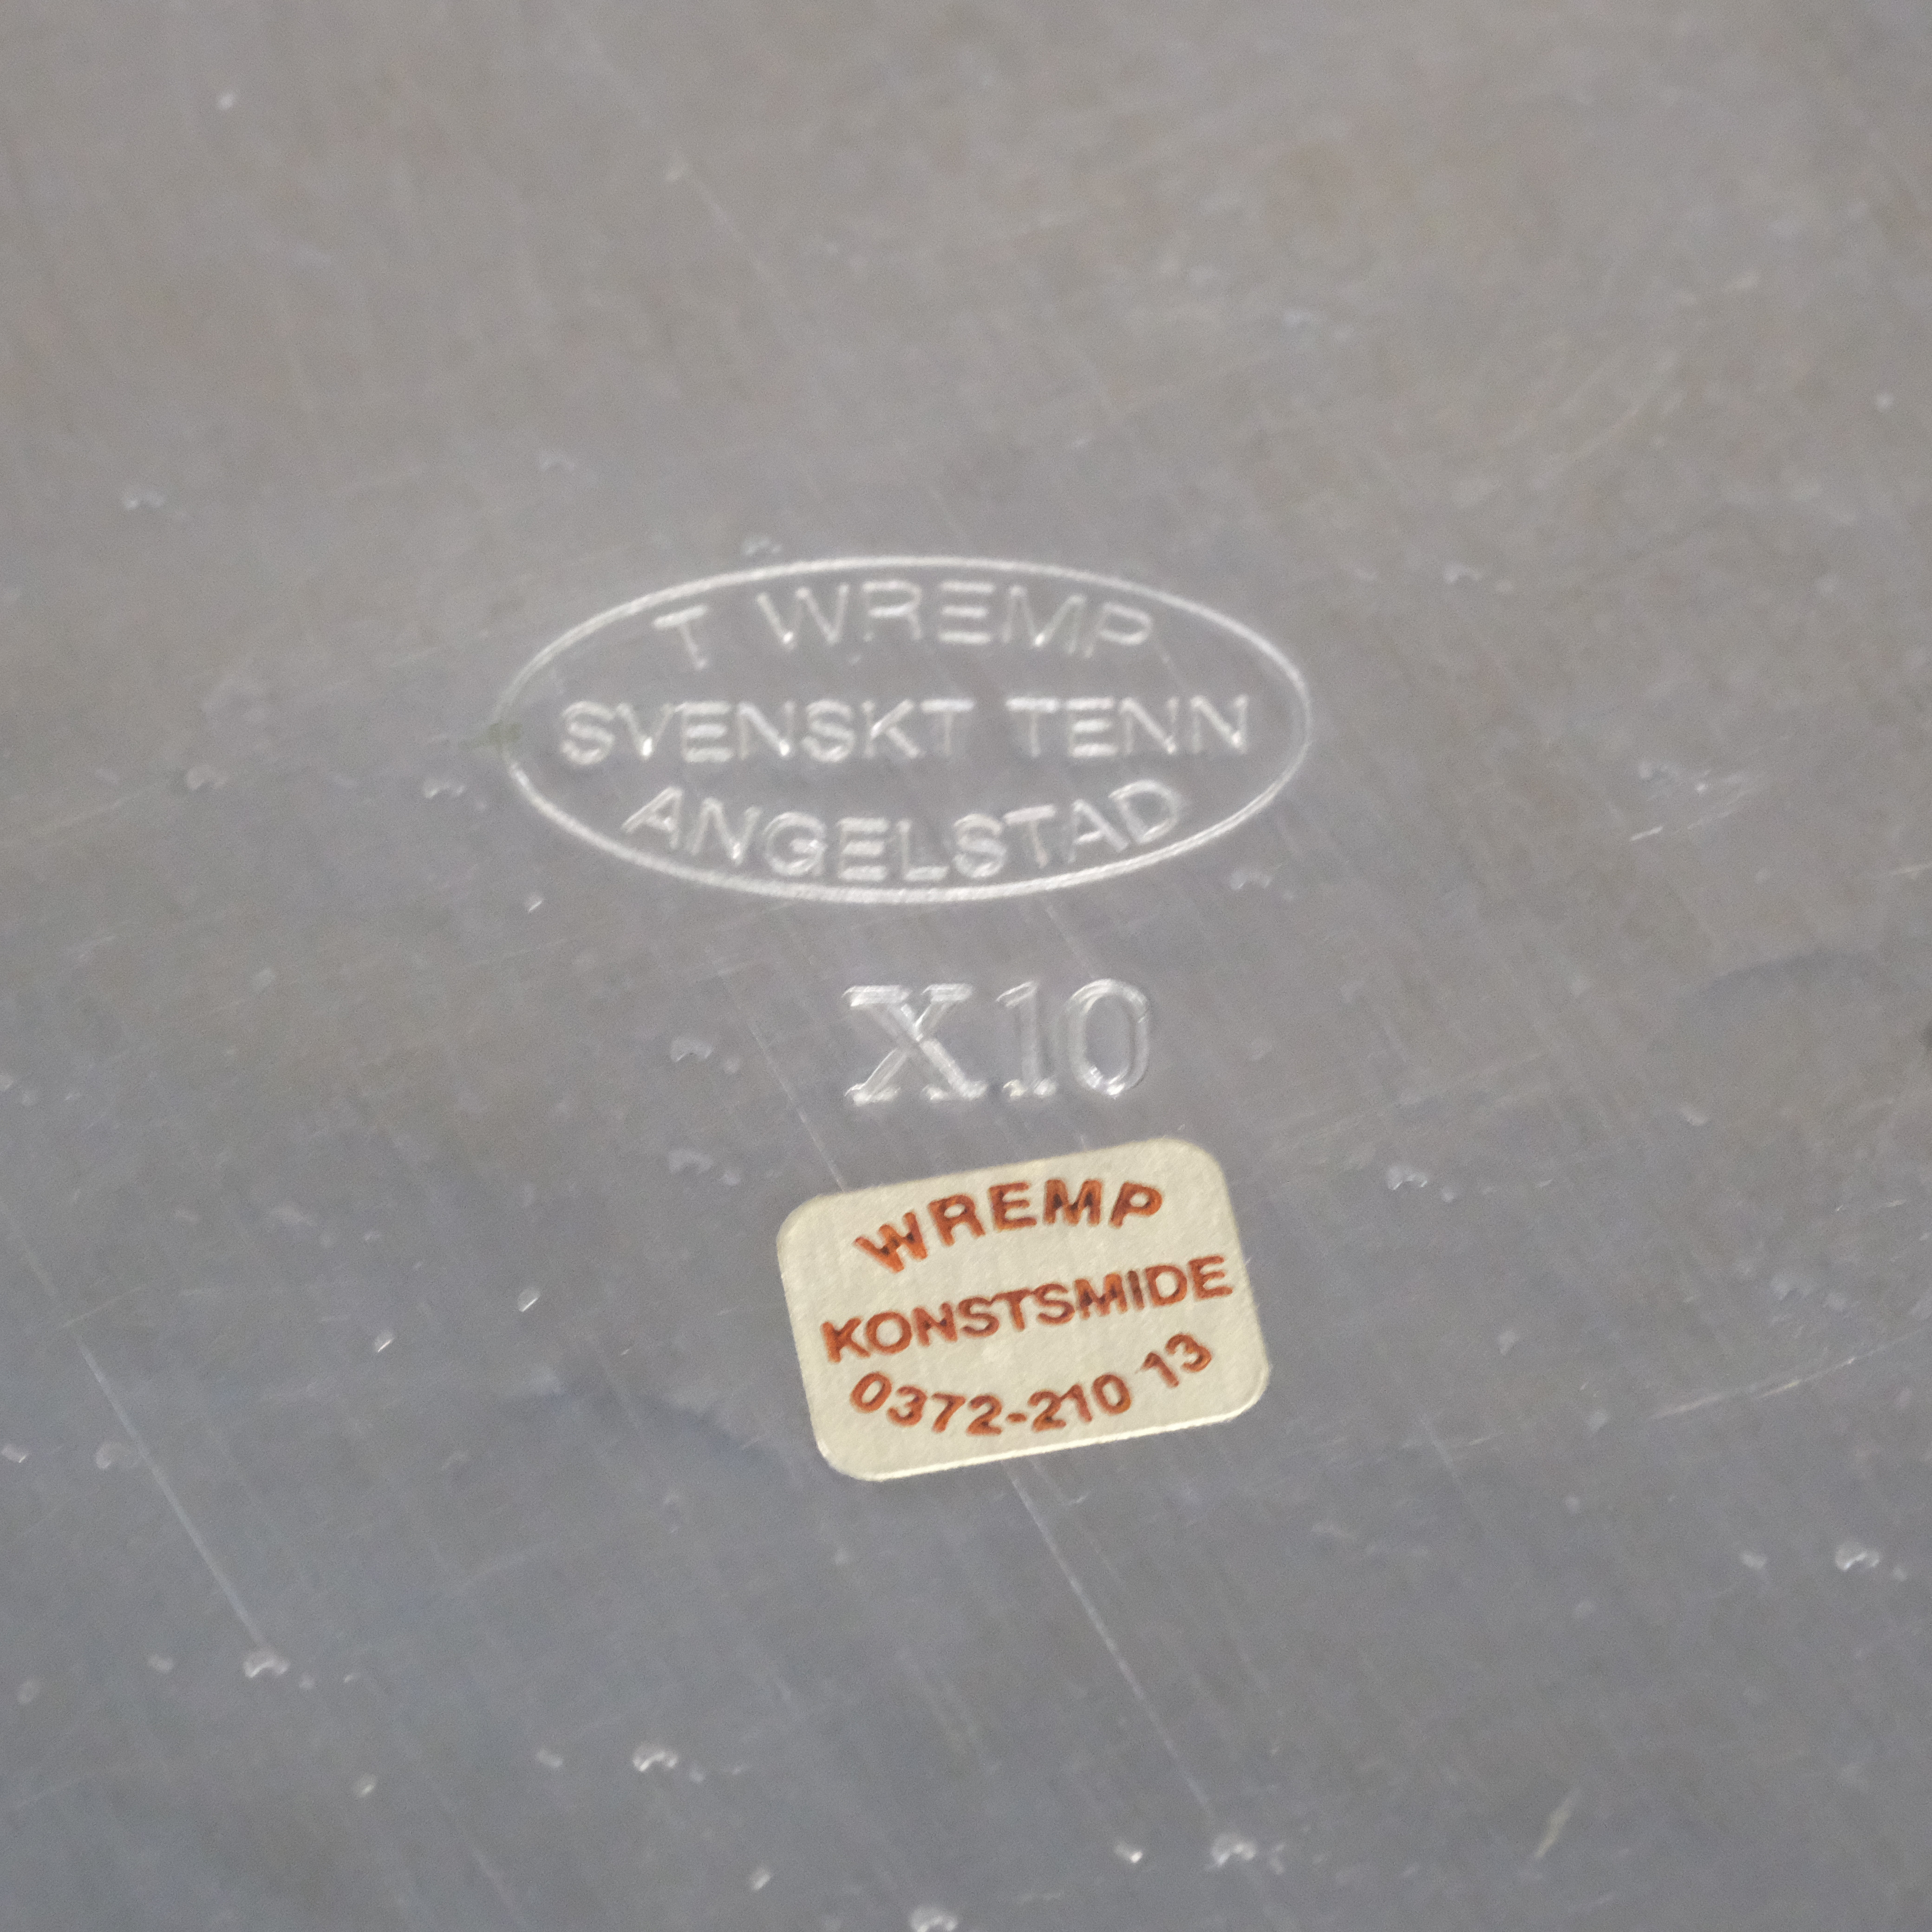 T WREMP
SVENSKT TENN
ANGELSTAD
X10
WREMP
KONSTSMIDE
0372-210 13